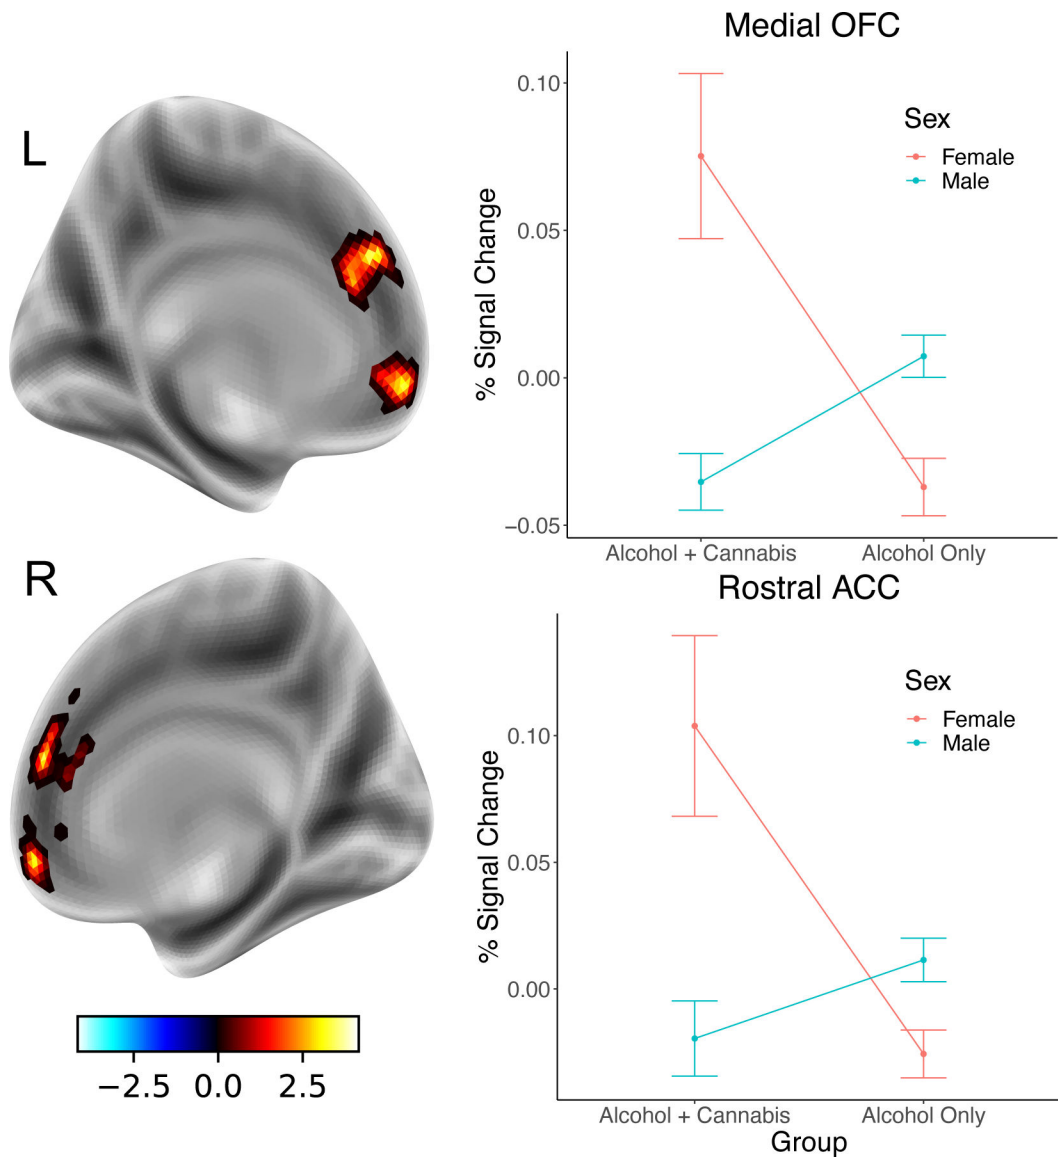 Medial OFC
L
% Signal Change
0.10
0.05
0.00
−0.05
Sex
Female
Male
Alcohol + Cannabis
Alcohol Only
R
Rostral ACC
% Signal Change
0.10
0.05
0.00
Sex
Female
Male
Alcohol + Cannabis
Alcohol Only
Group
−2.5 0.0 2.5